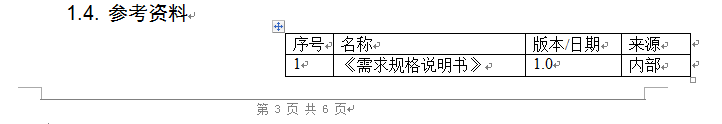 1.4. 参考资料
序号 名称 版本/日期 来源
1 《需求规格说明书》 1.0 内部
第 3 页 共 6 页